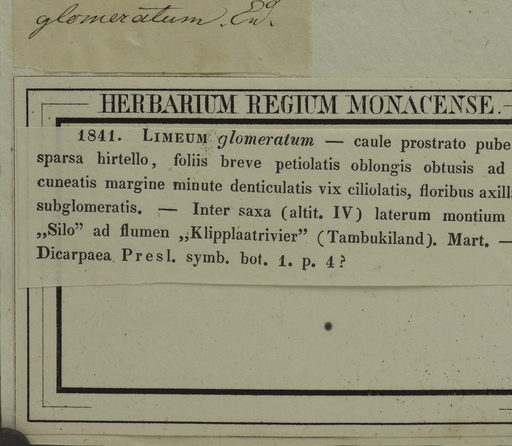 glomeratum. Ed.
HERBARIUM REGIUM MONACENSE.
1841. LIMEUM glomeratum — caule prostrato pube
sparsa hirtello, foliis breve petiolatis oblongis obtusis ad
cuneatis margine minute denticulatis vix ciliolatis, floribus axill
subglomeratis. — Inter saxa (altit. IV) laterum montium
„Silo” ad flumen „Klipplaatrivier” (Tambukiland). Mart. —
Dicarpaea Presl. symb. bot. 1. p. 4?